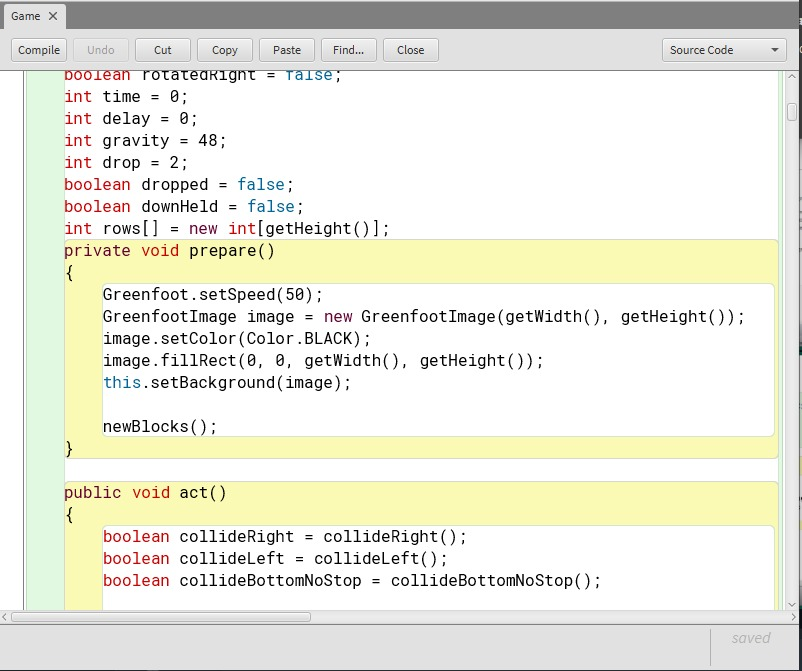 Game
Compile Undo Cut Copy Paste Find... Close Source Code
boolean rotatedRight = false;
int time = 0;
int delay = 0;
int gravity = 48;
int drop = 2;
boolean dropped = false;
boolean downHeld = false;
int rows[] = new int[getHeight()];
private void prepare()
{
Greenfoot.setSpeed(50);
GreenfootImage image = new GreenfootImage(getWidth(), getHeight());
image.setColor(Color.BLACK);
image.fillRect(0, 0, getWidth(), getHeight());
this.setBackground(image);
newBlocks();
}
public void act()
{
boolean collideRight = collideRight();
boolean collideLeft = collideLeft();
boolean collideBottomNoStop = collideBottomNoStop();
saved